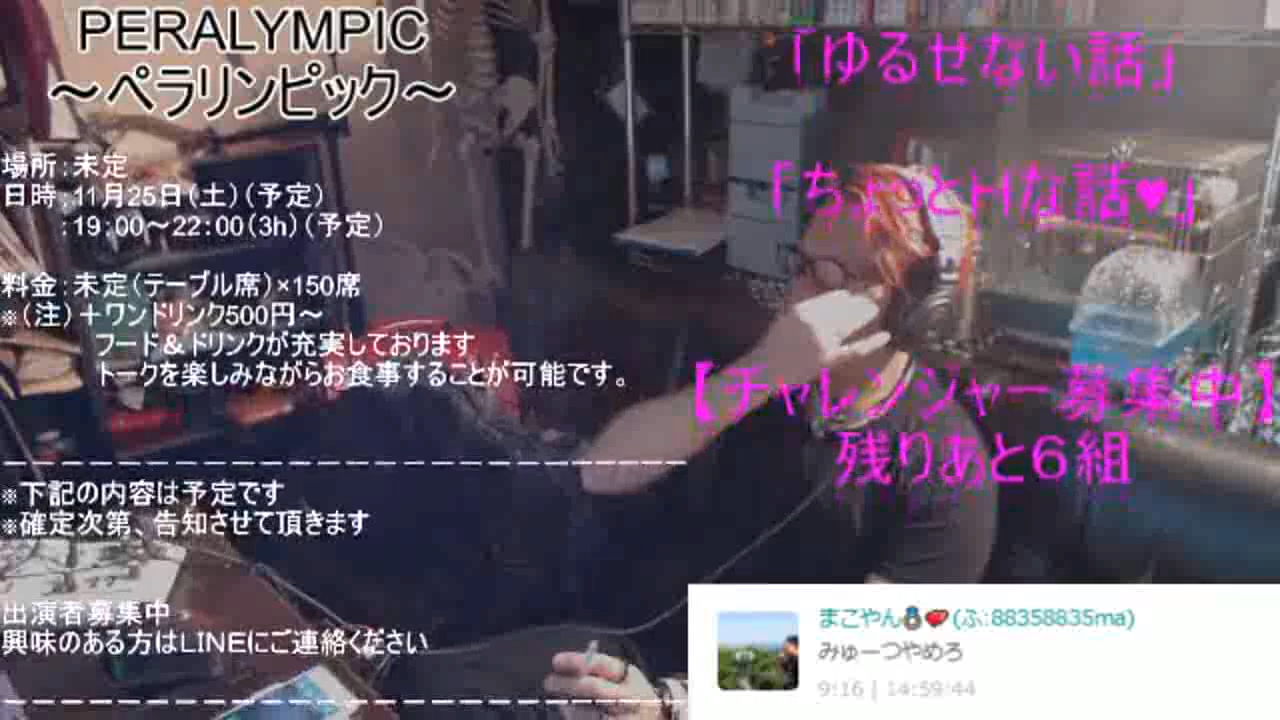 PERALYMPIC
~ペラリンピック~
場所:未定
日時:11月25日(土)(予定)
:19:00~22:00(3h)(予定)
料金:未定(テーブル席)×150席
※(注)+ワンドリンク500円~
フード&ドリンクが充実しております
トークを楽しみながらお食事することが可能です。
※下記の内容は予定です
※確定次第、告知させて頂きます
出演者募集中
興味のある方はLINEにご連絡ください
「ゆるせない話」
「ちょっとHな話♥」
【チャレンジャー募集中】
残りあと6組
まこやん⛄💋(ふ:88358835ma)
みゅーつやめろ
9:16 | 14:59:44